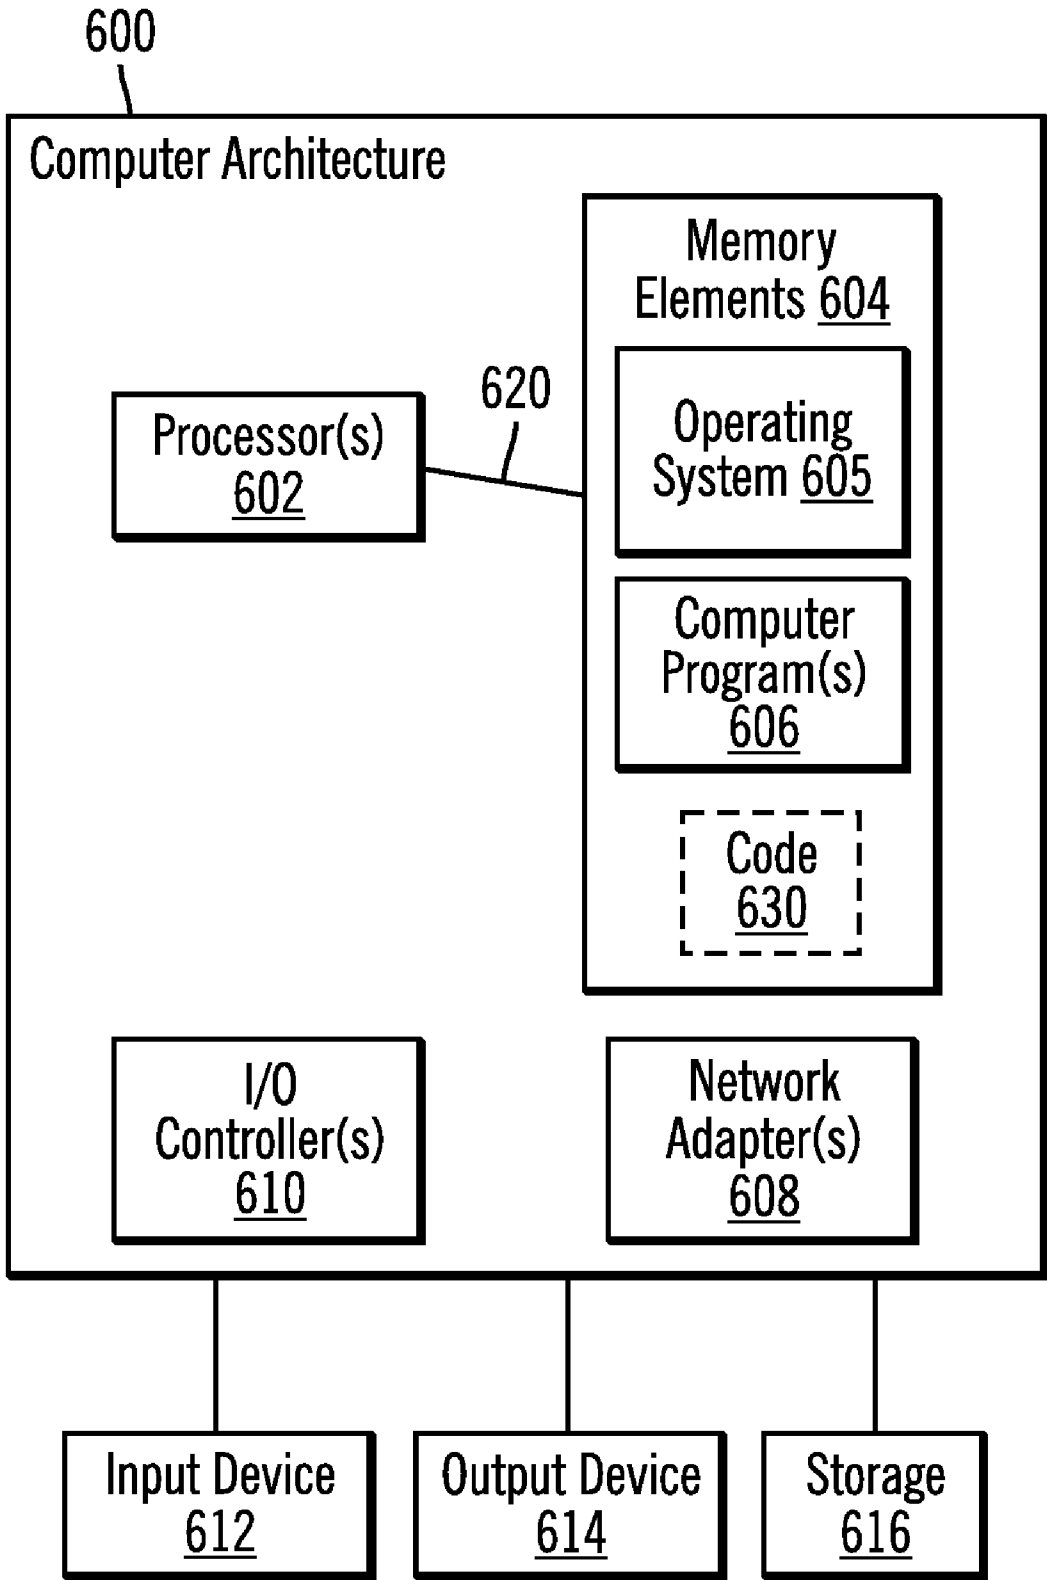 600
Computer Architecture
Memory
Elements 604
620
Operating
System 605
Processor(s)
602
Computer
Program(s)
606
Code
630
I/O
Controller(s)
610
Network
Adapter(s)
608
Input Device
612
Output Device
614
Storage
616